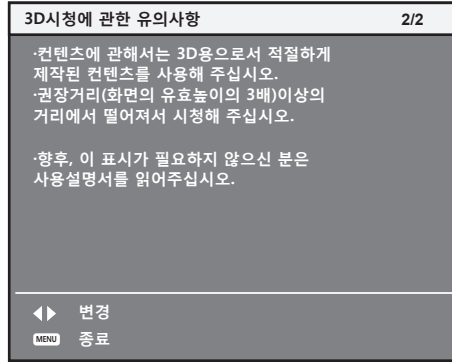 3D시청에 관한 유의사항 2/2
·컨텐츠에 관해서는 3D용으로서 적절하게
제작된 컨텐츠를 사용해 주십시오.
·권장거리(화면의 유효높이의 3배)이상의
거리에서 떨어져서 시청해 주십시오.
·향후, 이 표시가 필요하지 않으신 분은
사용설명서를 읽어주십시오.
변경
MENU 종료